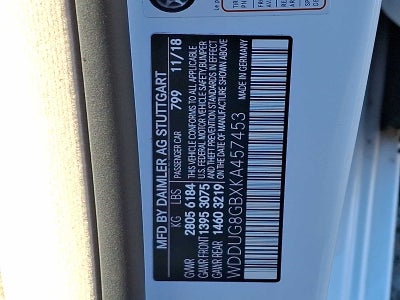 MFD BY DAIMLER AG STUTTGART
PASSENGER CAR 799 11/18
KG LBS
GVWR 2805 6184
GAWR FRONT 1395 3075
GAWR REAR 1460 3219
THIS VEHICLE CONFORMS TO ALL APPLICABLE
U.S. FEDERAL MOTOR VEHICLE SAFETY/BUMPER
AND THEFT PREVENTION STANDARDS IN EFFECT
ON THE DATE OF MANUFACTURE SHOWN ABOVE
WDDUG8GBXKA457453
MADE IN GERMANY